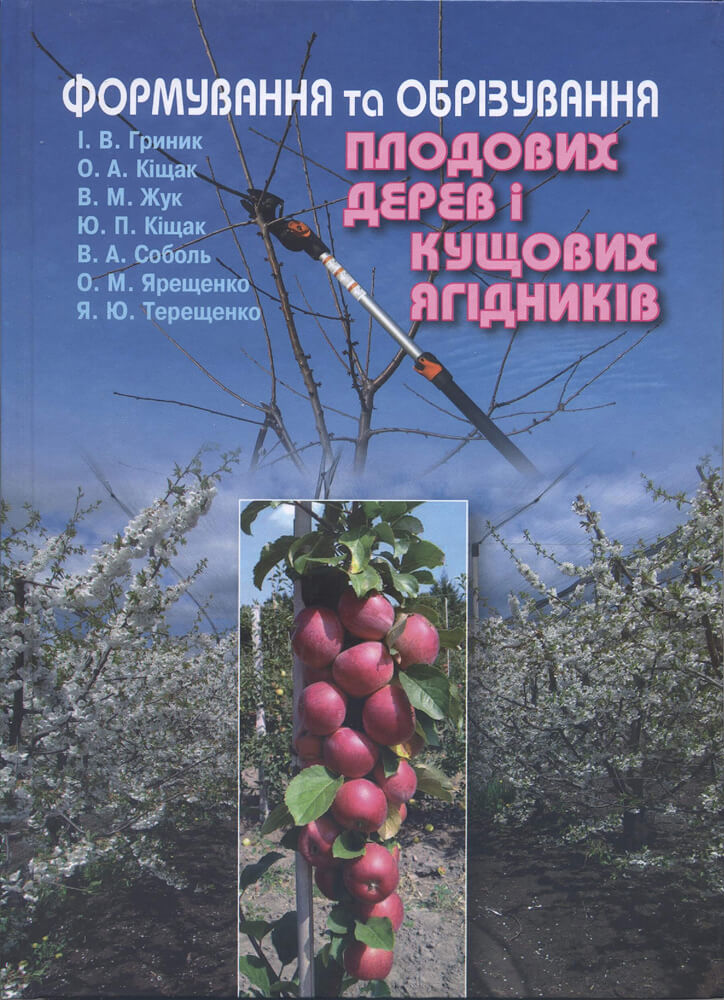 ФОРМУВАННЯ та ОБРІЗУВАННЯ
ПЛОДОВИХ
ДЕРЕВ і
КУЩОВИХ
ЯГІДНИКІВ
І. В. Гриник
О. А. Кіщак
В. М. Жук
Ю. П. Кіщак
В. А. Соболь
О. М. Ярещенко
Я. Ю. Терещенко